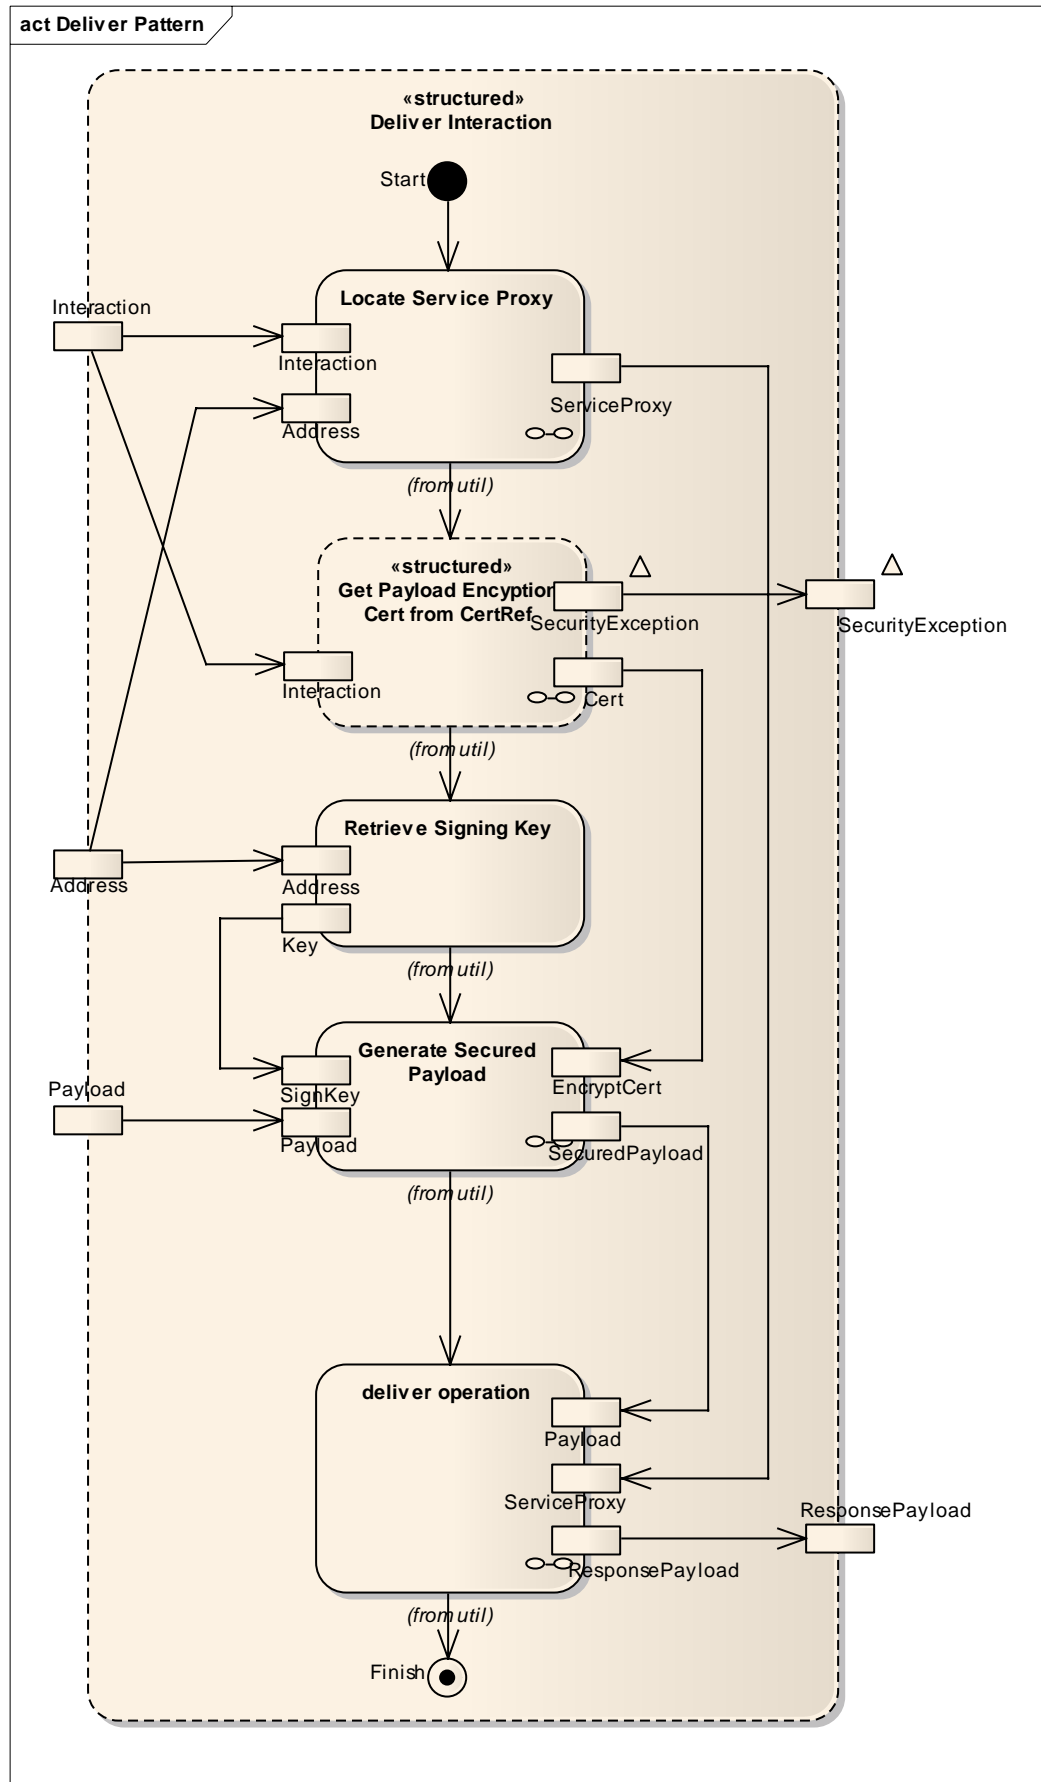 act Deliver Pattern
«structured»
Deliver Interaction
Start
Locate Service Proxy
Interaction
Interaction
ServiceProxy
Address
(from util)
«structured»
Get Payload Encyption
Cert from CertRef
SecurityException
SecurityException
Interaction
Cert
(from util)
Retrieve Signing Key
Address
Address
Key
(from util)
Generate Secured
Payload
Payload
SignKey
EncryptCert
Payload
SecuredPayload
(from util)
deliver operation
Payload
ServiceProxy
ResponsePayload
ResponsePayload
(from util)
Finish